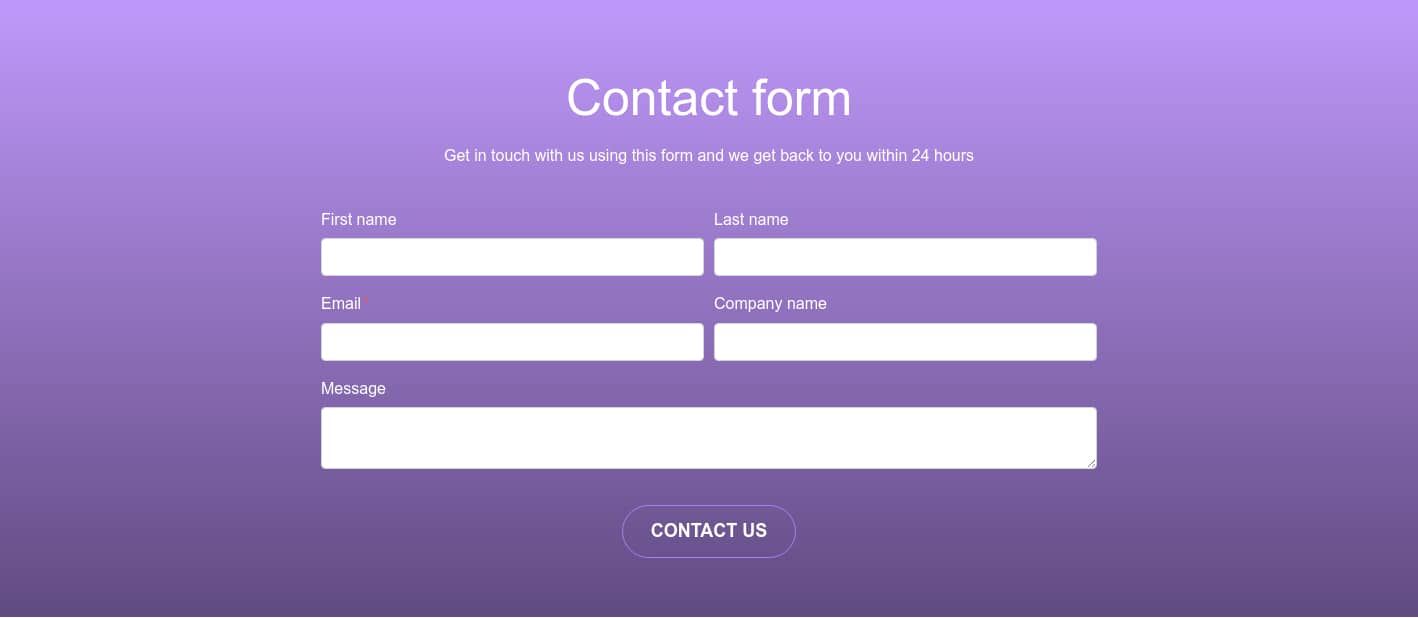 Contact form
Get in touch with us using this form and we get back to you within 24 hours
First name
Last name
Email*
Company name
Message
CONTACT US